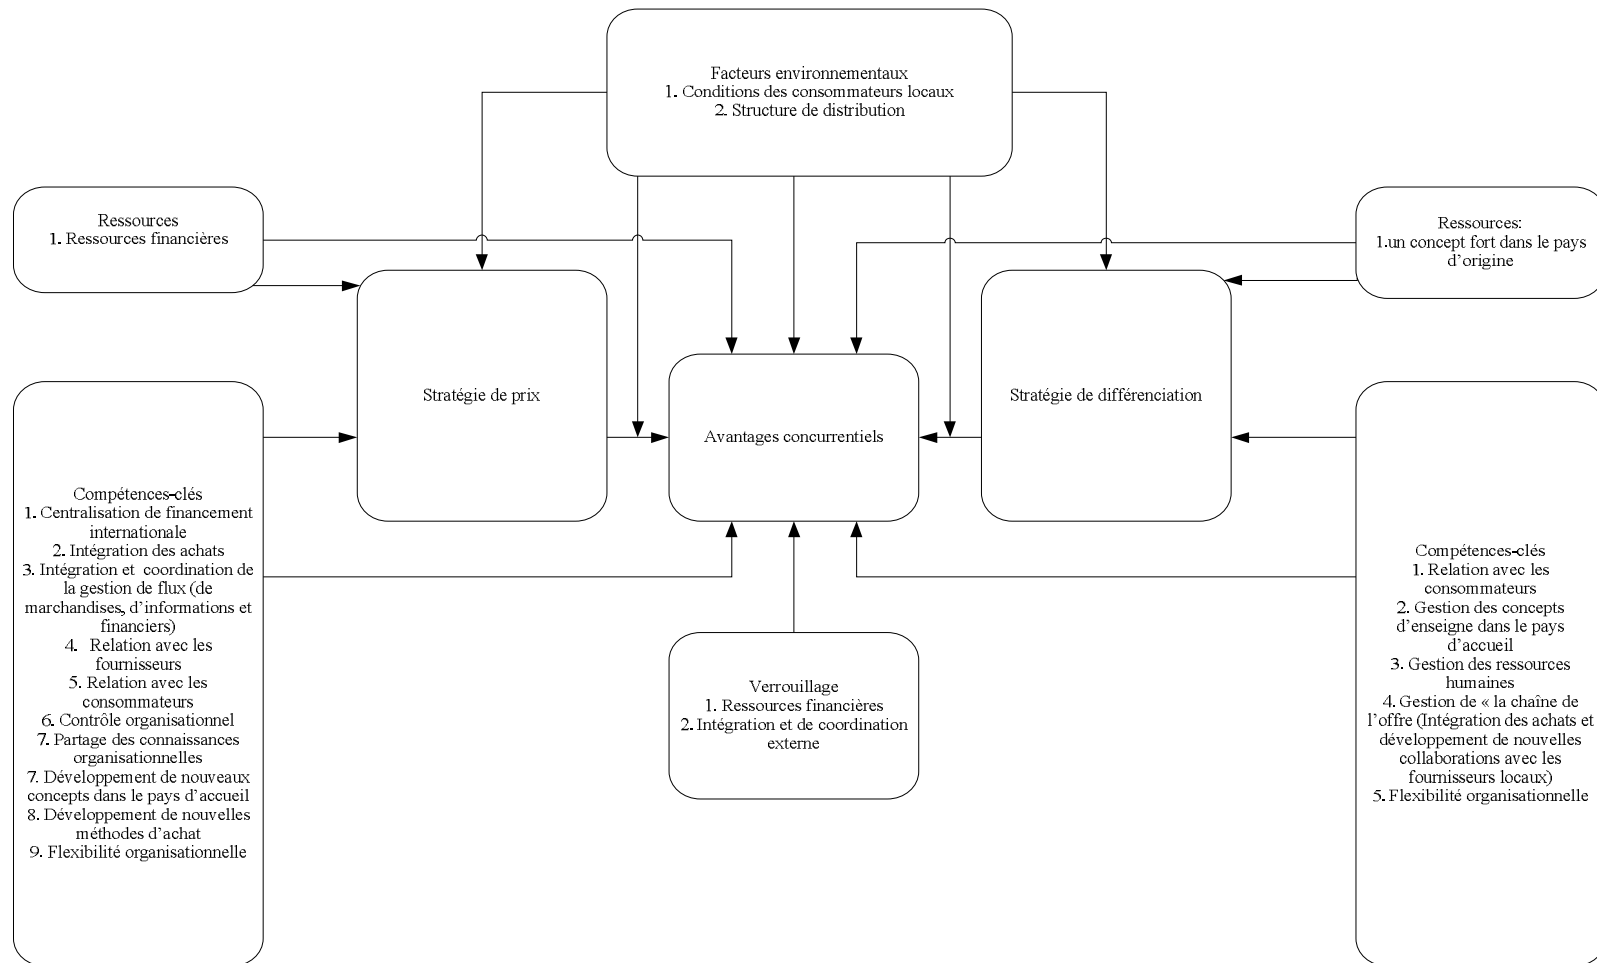 Facteurs environnementaux
1. Conditions des consommateurs locaux
2. Structure de distribution
Ressources
1. Ressources financières
Ressources:
1.un concept fort dans le pays
d’origine
Stratégie de prix
Avantages concurrentiels
Stratégie de différenciation
Compétences-clés
1. Centralisation de financement
internationale
2. Intégration des achats
3. Intégration et coordination de
la gestion de flux (de
marchandises, d’informations et
financiers)
4. Relation avec les
fournisseurs
5. Relation avec les
consommateurs
6. Contrôle organisationnel
7. Partage des connaissances
organisationnelles
7. Développement de nouveaux
concepts dans le pays d’accueil
8. Développement de nouvelles
méthodes d’achat
9. Flexibilité organisationnelle
Verrouillage
1. Ressources financières
2. Intégration et de coordination
externe
Compétences-clés
1. Relation avec les
consommateurs
2. Gestion des concepts
d’enseigne dans le pays
d’accueil
3. Gestion des ressources
humaines
4. Gestion de « la chaîne de
l’offre (Intégration des achats et
développement de nouvelles
collaborations avec les
fournisseurs locaux)
5. Flexibilité organisationnelle